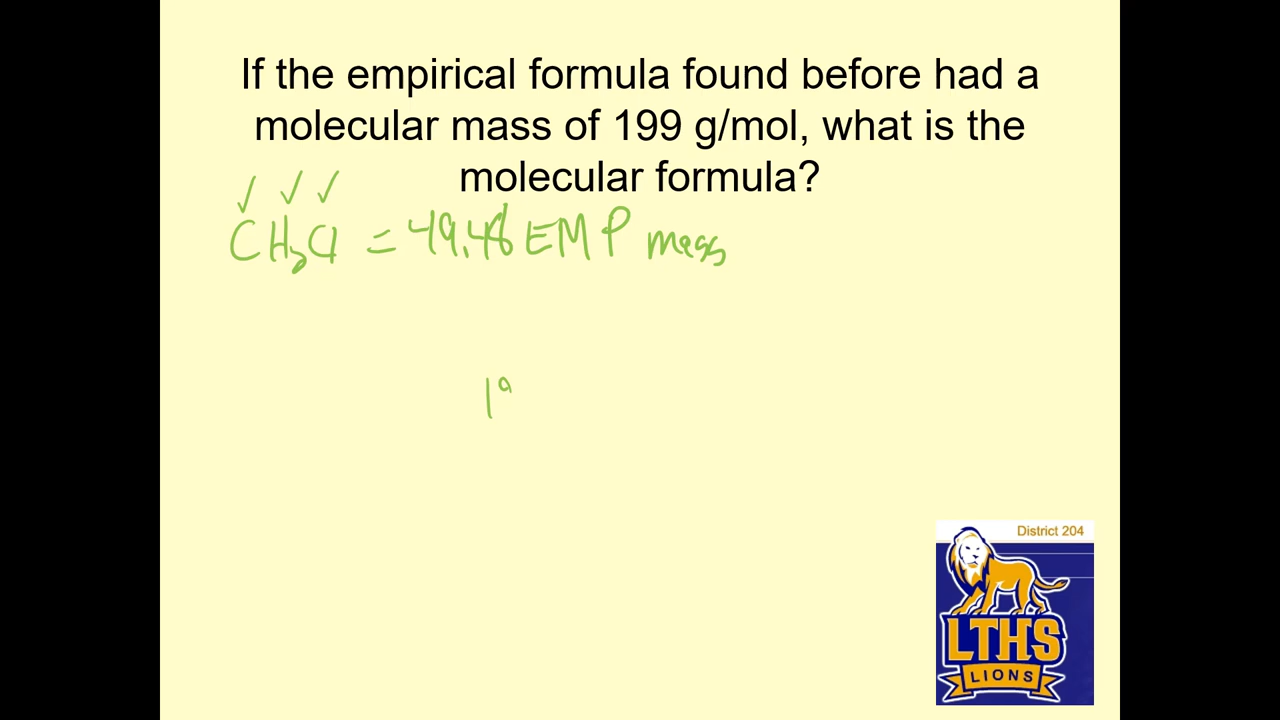 If the empirical formula found before had a
molecular mass of 199 g/mol, what is the
molecular formula?
✓ ✓ ✓
CH₂Cl = 49.48 EMP mass
19
District 204
LTHS
LIONS